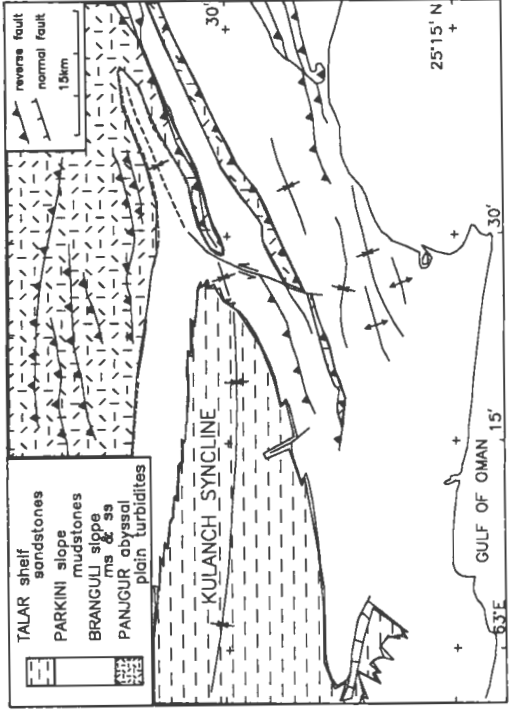 TALAR shelf
sandstones
PARKINI slope
mudstones
BRANGULI slope
ms & ss
PANJGUR abyssal
plain turbidites
reverse fault
normal fault
15km
KULANCH SYNCLINE
GULF OF OMAN
63°E
15'
30'
30'
25°15' N